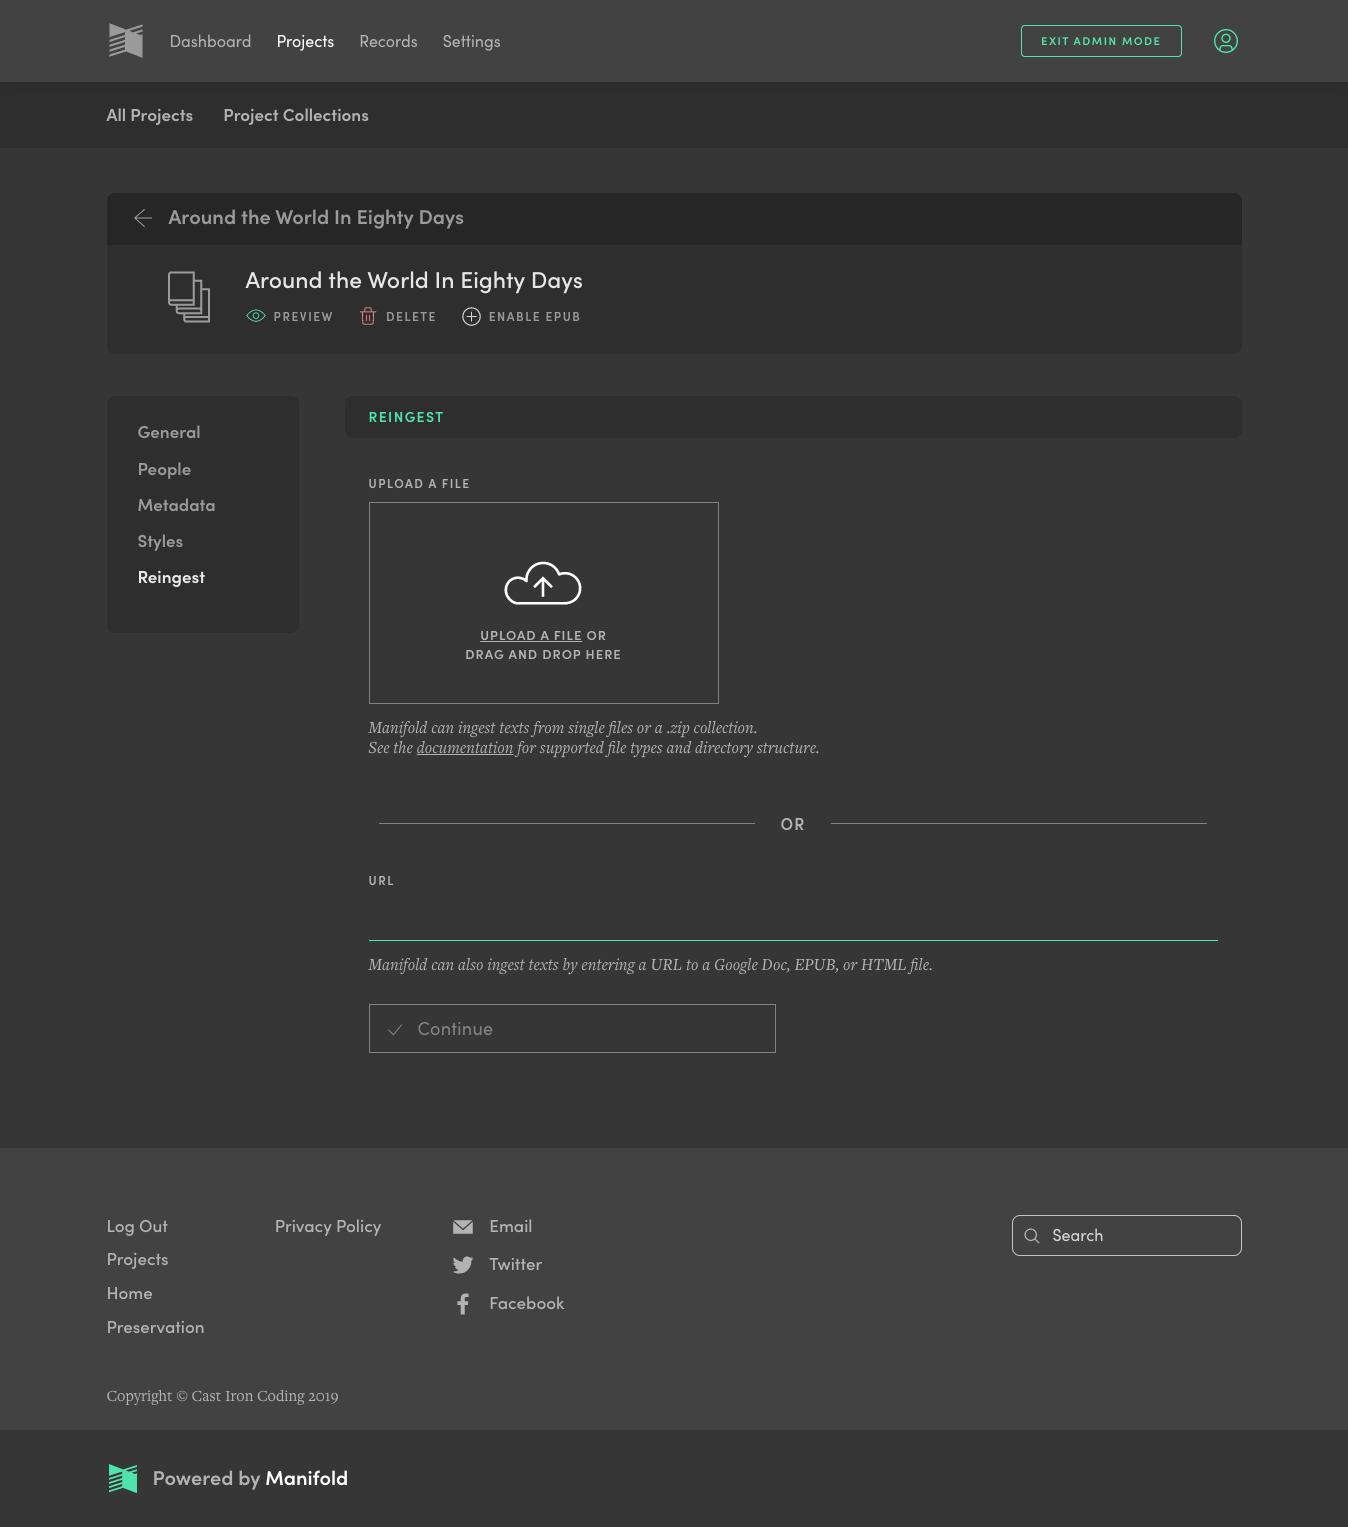 Dashboard Projects Records Settings
EXIT ADMIN MODE
All Projects Project Collections
Around the World In Eighty Days
Around the World In Eighty Days
PREVIEW DELETE ENABLE EPUB
General
People
Metadata
Styles
Reingest
REINGEST
UPLOAD A FILE
UPLOAD A FILE OR
DRAG AND DROP HERE
Manifold can ingest texts from single files or a .zip collection.
See the documentation for supported file types and directory structure.
OR
URL
Manifold can also ingest texts by entering a URL to a Google Doc, EPUB, or HTML file.
Continue
Log Out
Projects
Home
Preservation
Privacy Policy
Email
Twitter
Facebook
Search
Copyright © Cast Iron Coding 2019
Powered by Manifold